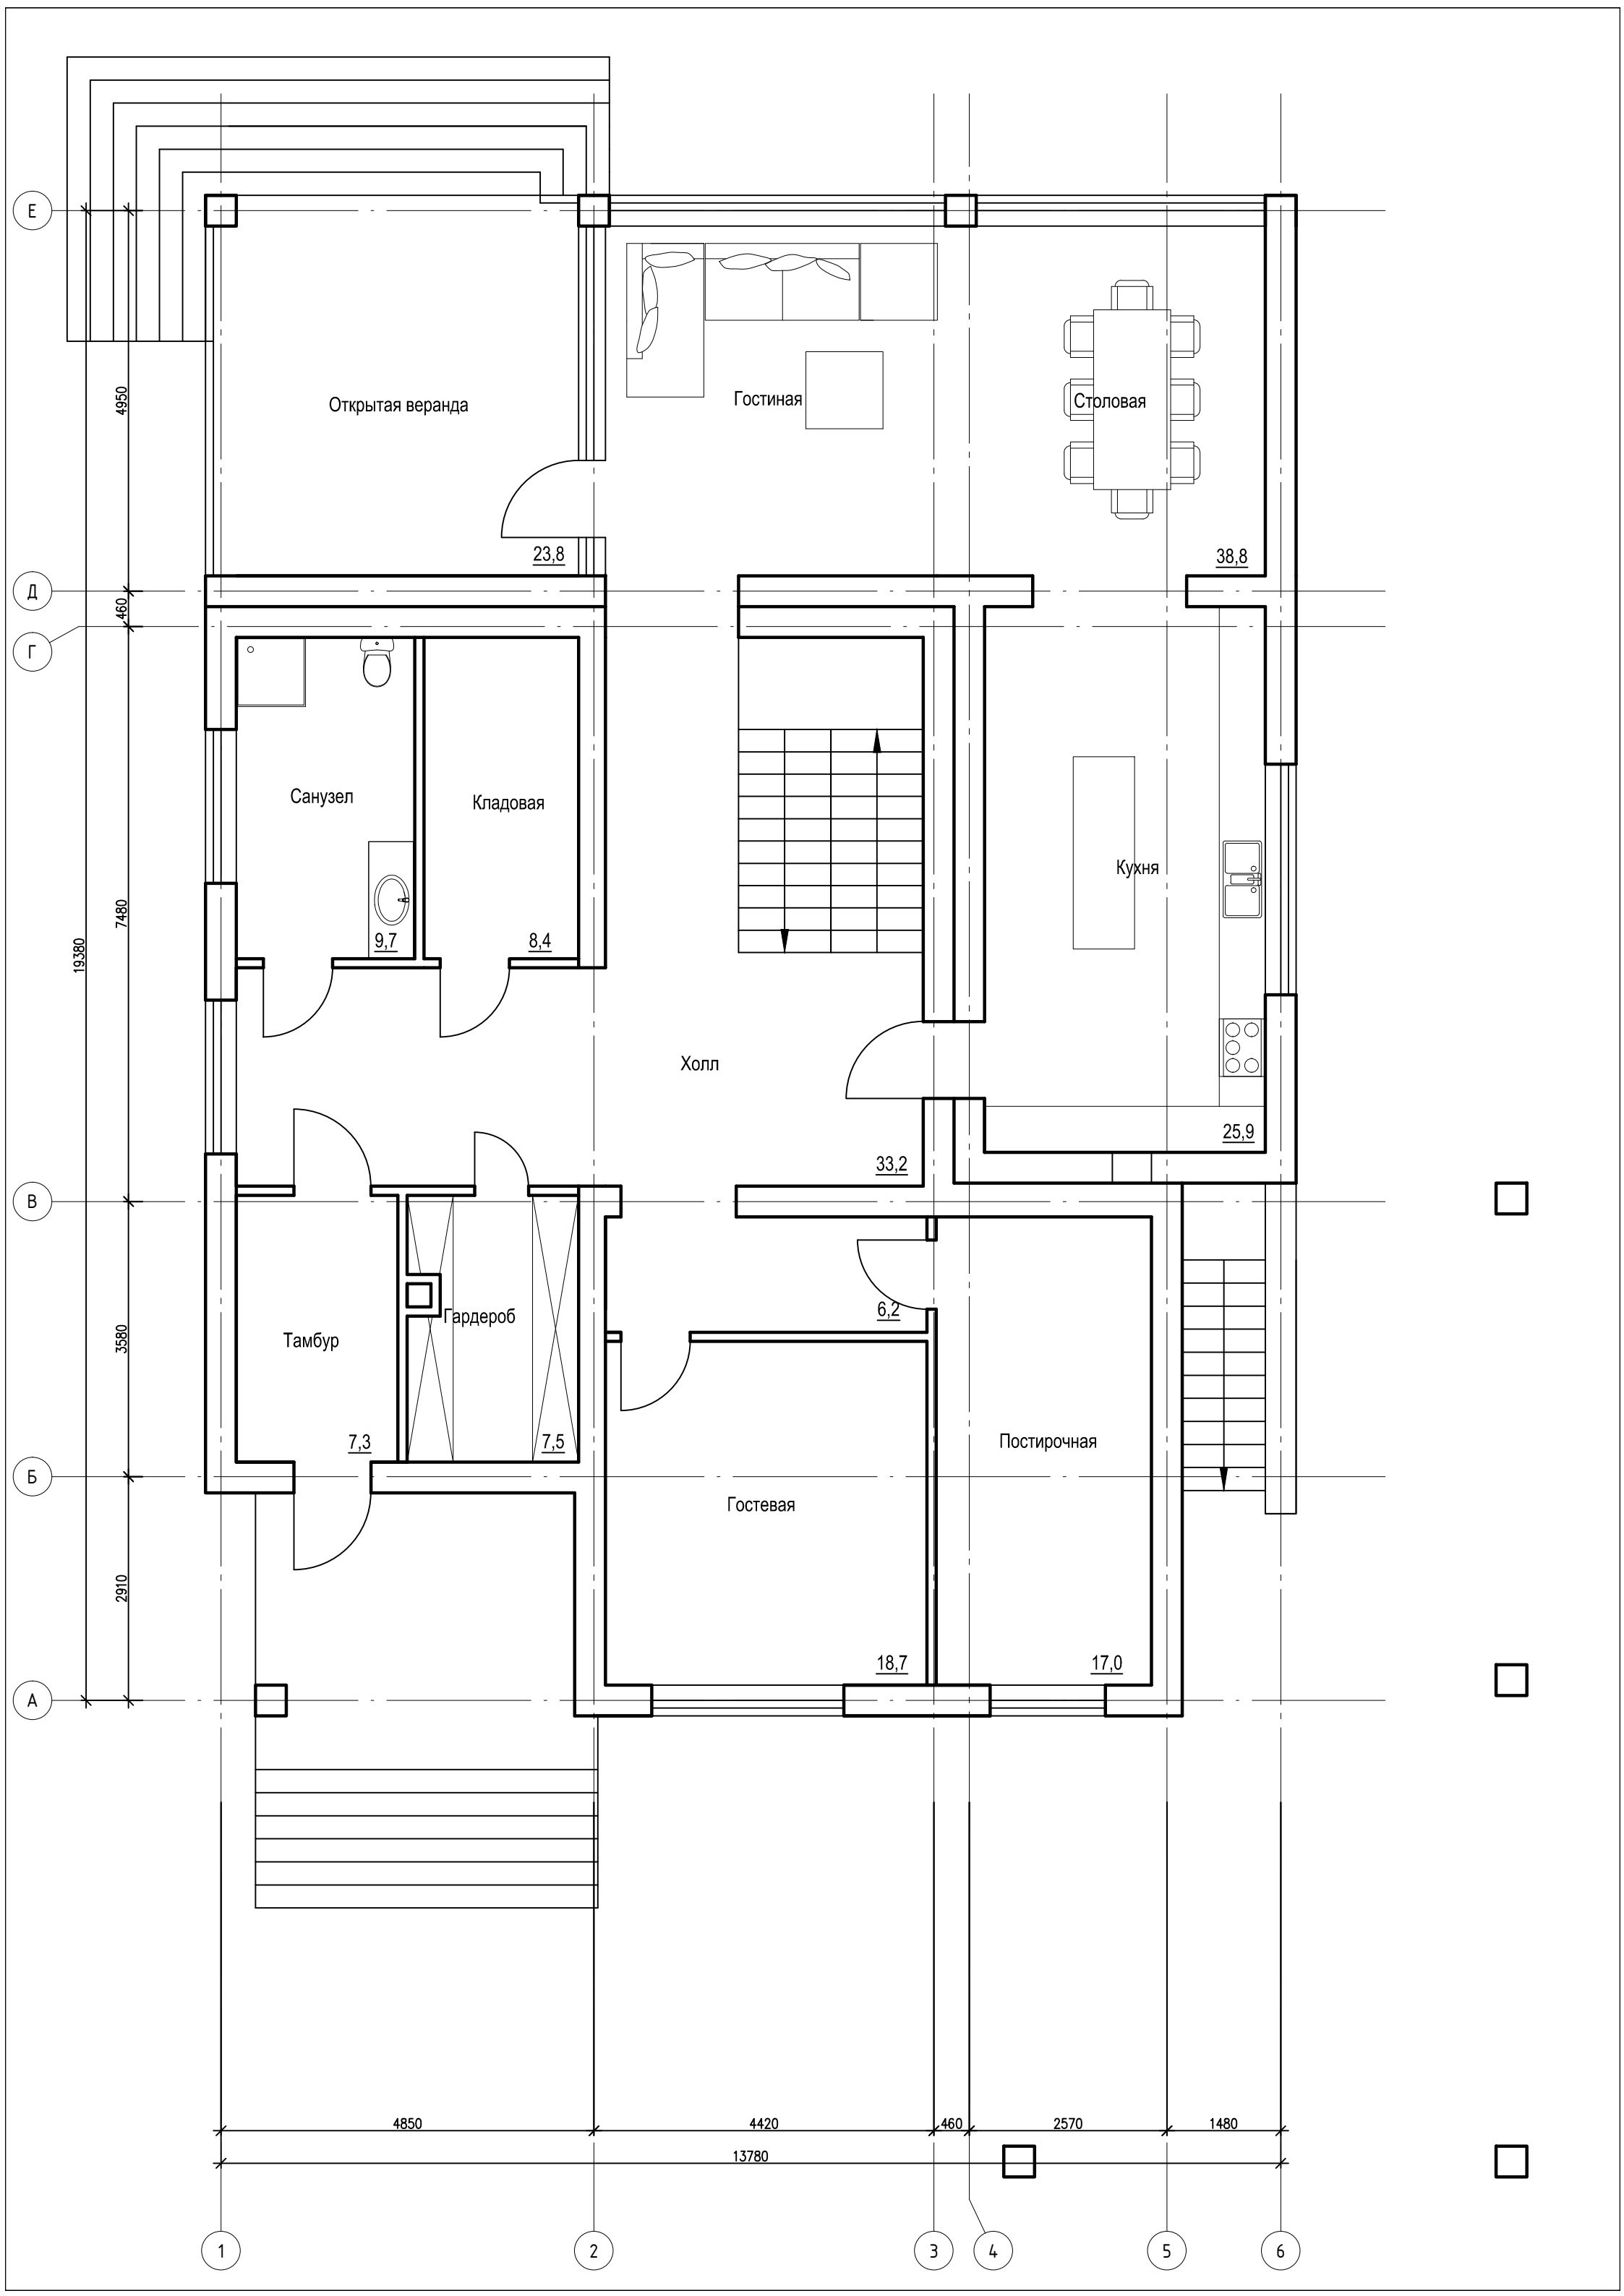 Е
Гостиная
Столовая
4950
Открытая веранда
23,8
38,8
Д
460
Г
Санузел
Кладовая
Кухня
7480
9,7
8,4
19380
Холл
25,9
33,2
В
6,2
Гардероб
3580
Тамбур
7,3
7,5
Постирочная
Б
Гостевая
2910
18,7
17,0
А
4850
4420
460
2570
1480
13780
1
2
3
4
5
6